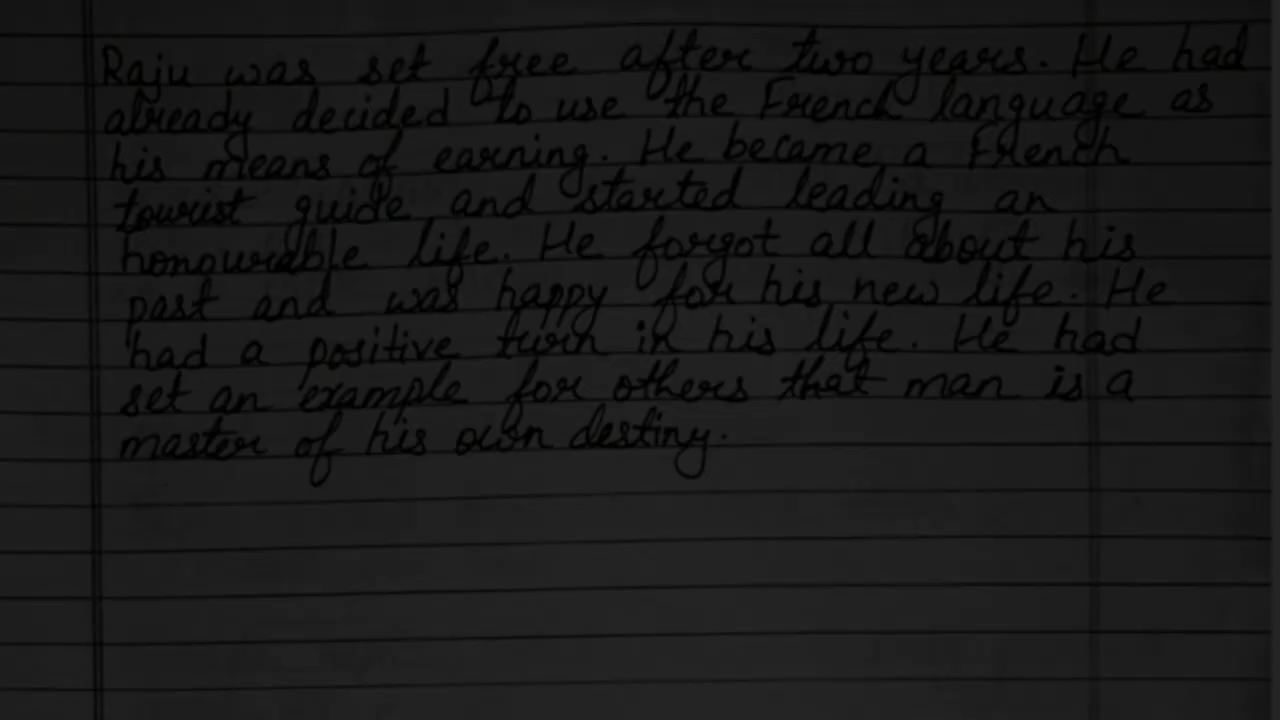 Raju was set free after two years. He had
already decided to use the French language as
his means of earning. He became a French
tourist guide and started leading an
honourable life. He forgot all about his
past and was happy for his new life. He
had a positive turn in his life. He had
set an example for others that man is a
master of his own destiny.